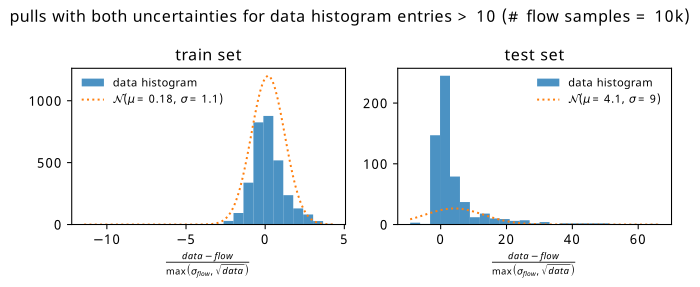 pulls with both uncertainties for data histogram entries > 10 (# flow samples = 10k)
train set
data histogram
𝒩(μ = 0.18, σ = 1.1)
1000
500
0
−10 −5 0 5
data − flow
max(σflow, √data)
test set
data histogram
𝒩(μ = 4.1, σ = 9)
200
100
0
0 20 40 60
data − flow
max(σflow, √data)